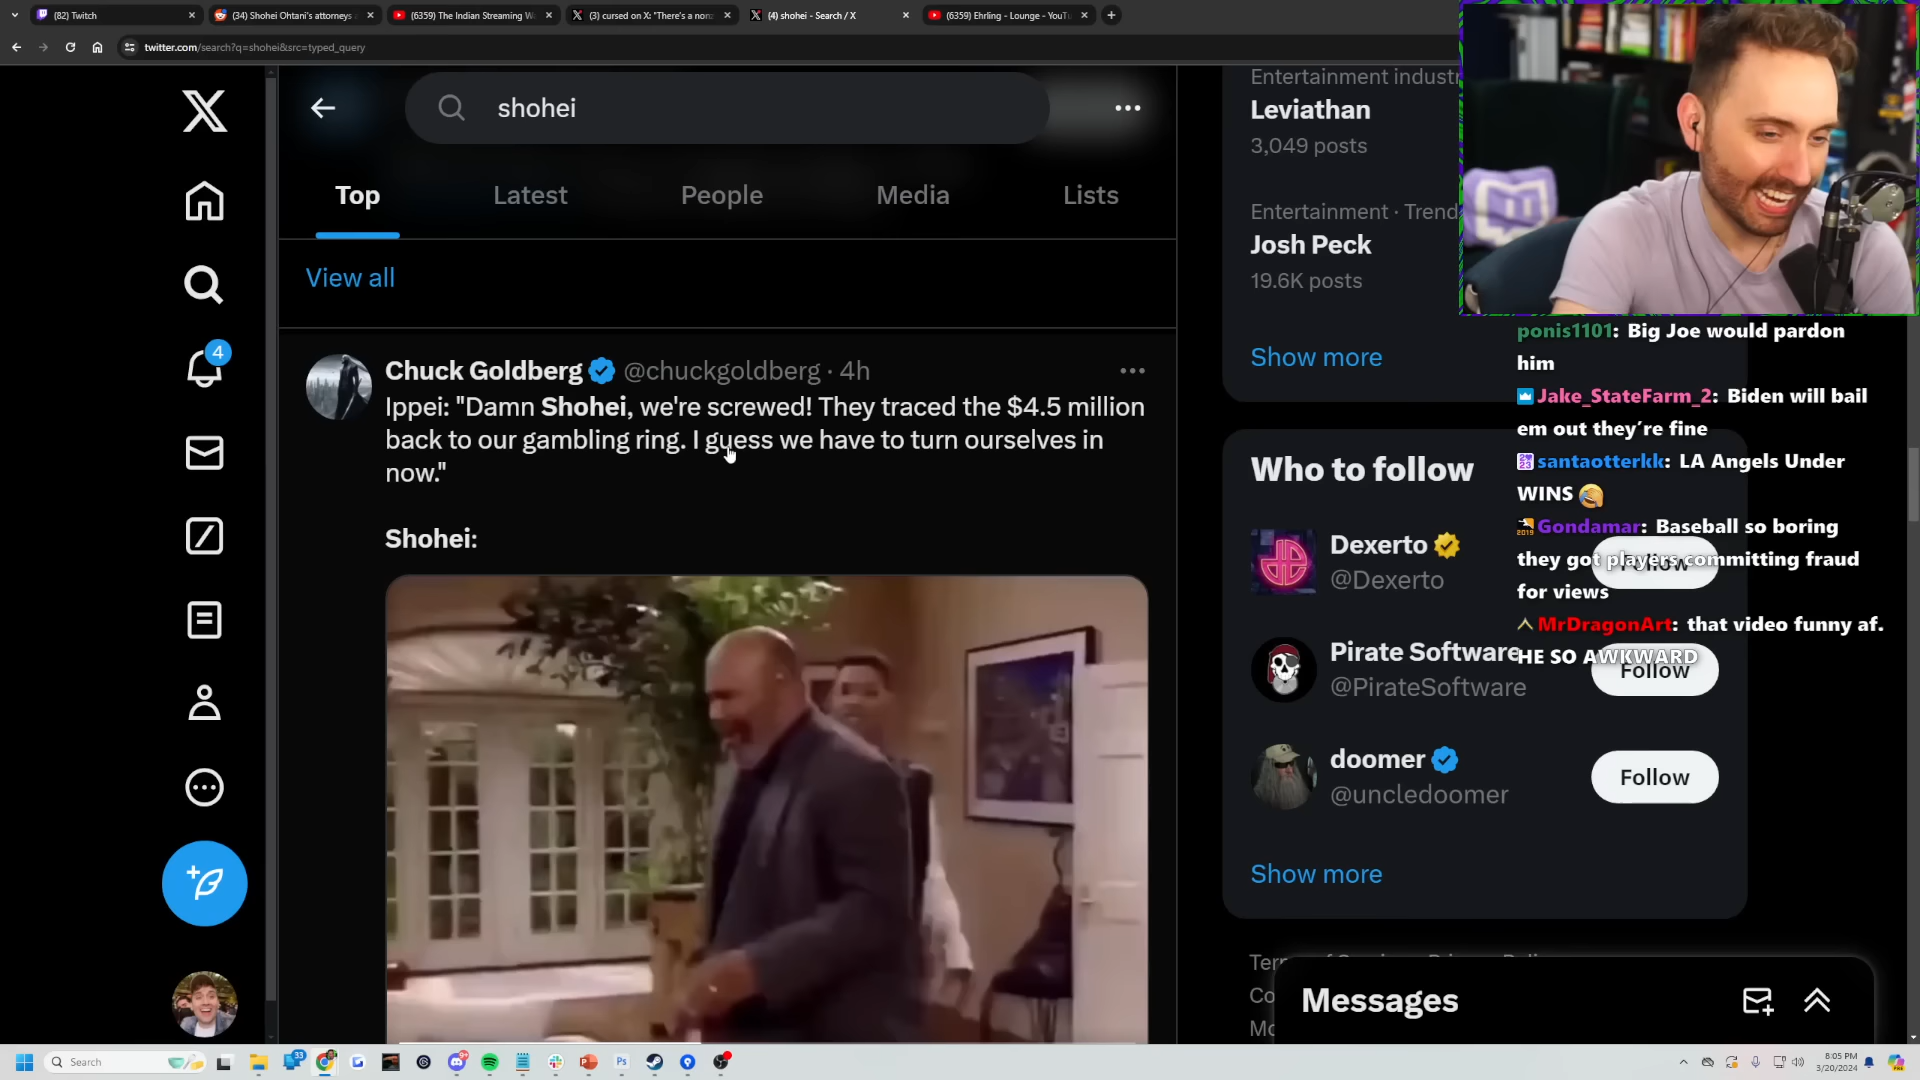 (82) Twitch
(34) Shohei Ohtani's attorneys
(6359) The Indian Streaming W
(3) cursed on X: "There's a non
(4) shohei - Search / X
(6359) Ehrling - Lounge - YouTu
twitter.com/search?q=shohei&src=typed_query
shohei
Top
Latest
People
Media
Lists
View all
Chuck Goldberg @chuckgoldberg · 4h
Ippei: "Damn Shohei, we're screwed! They traced the $4.5 million
back to our gambling ring. I guess we have to turn ourselves in
now."
Shohei:
4
Entertainment industr
Leviathan
3,049 posts
Entertainment · Trend
Josh Peck
19.6K posts
Show more
Who to follow
Dexerto
@Dexerto
Follow
Pirate Software
@PirateSoftware
Follow
doomer
@uncledoomer
Follow
Show more
Messages
ponis1101: Big Joe would pardon
him
Jake_StateFarm_2: Biden will bail
em out they're fine
santaotterkk: LA Angels Under
WINS
Gondamar: Baseball so boring
they got players committing fraud
for views
MrDragonArt: that video funny af.
HE SO AWKWARD
Search
33
Ps
8:05 PM
3/20/2024